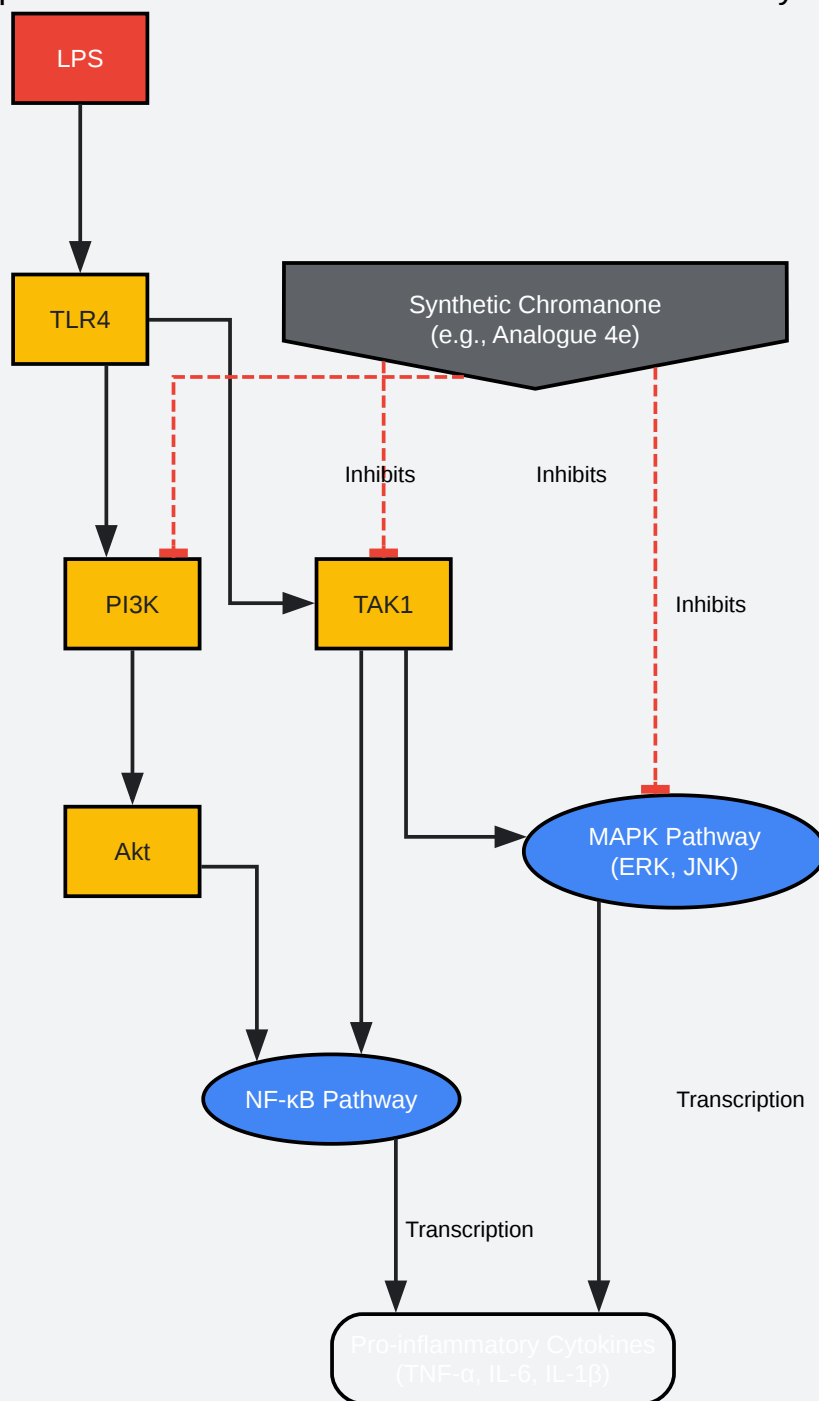 LPS
TLR4
Synthetic Chromanone
(e.g., Analogue 4e)
Inhibits
Inhibits
PI3K
TAK1
Inhibits
Akt
MAPK Pathway
(ERK, JNK)
NF-κB Pathway
Transcription
Transcription
Pro-inflammatory Cytokines
(TNF-α, IL-6, IL-1β)